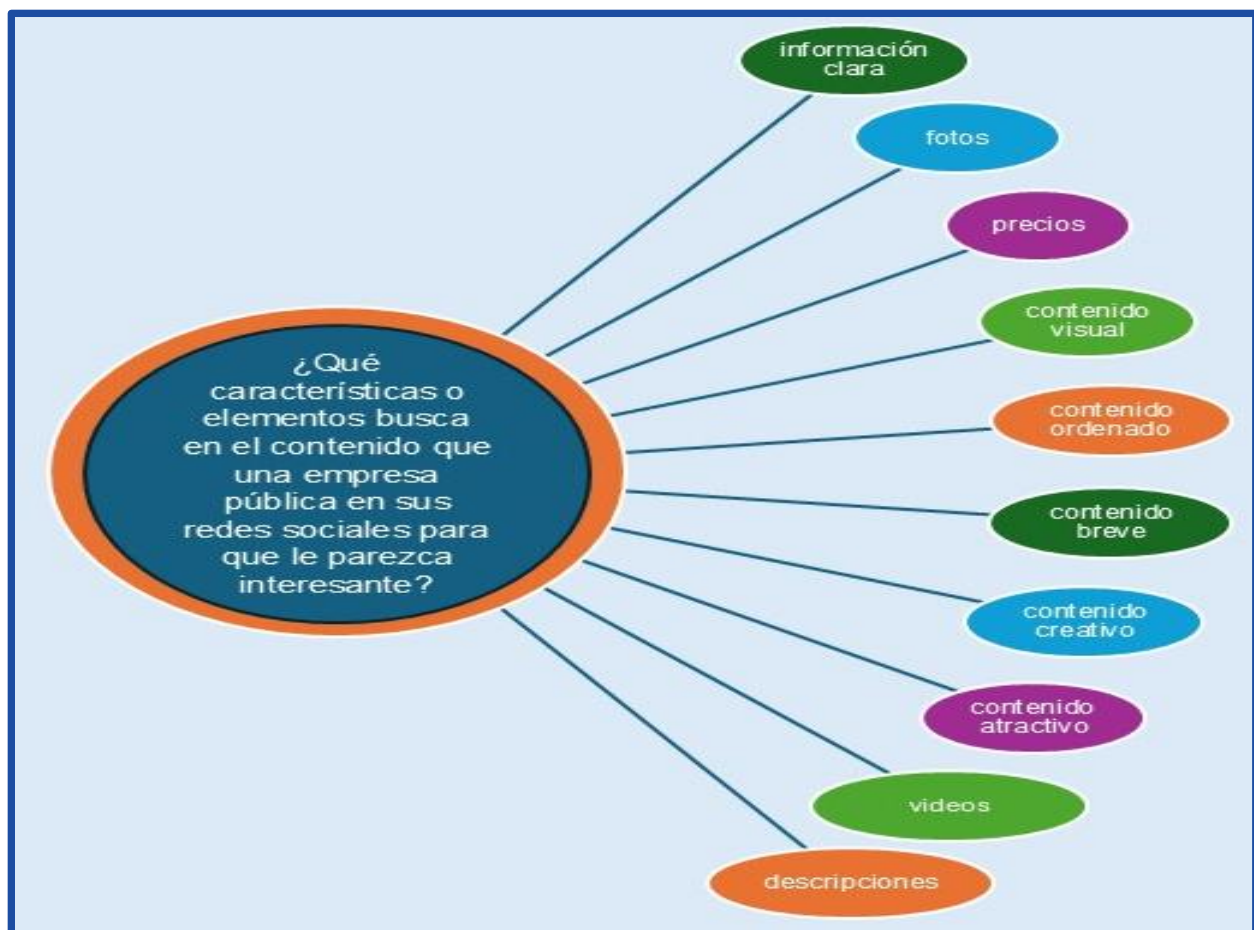 ¿Qué
característicias o
elementos busca
en el contenido que
una empresa
pública en sus
redes sociales para
que le parezca
interesante?
información
clara
fotos
precios
contenido
visual
contenido
ordenado
contenido
breve
contenido
creativo
contenido
atractivo
videos
descripciones